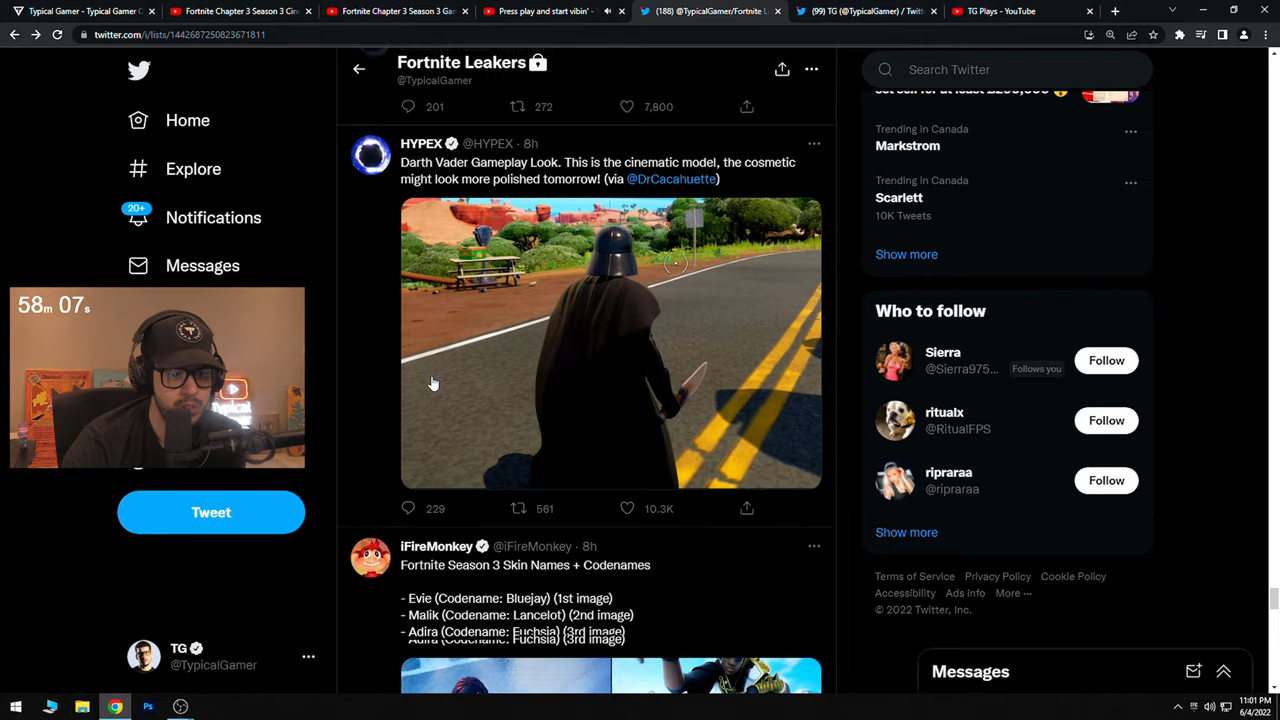 Typical Gamer - Typical Gaming C
Fortnite Chapter 3 Season 3 Cin
Fortnite Chapter 3 Season 3 Ga
Press play and start vibin' -
(188) @TypicalGamer/Fortnite L
(99) TG (@TypicalGamer) / Twitt
TG Plays - YouTube
twitter.com/i/lists/1442687250823671811
Home
Explore
20+
Notifications
Messages
58m 07s
Typical
Tweet
TG
@TypicalGamer
Fortnite Leakers
@TypicalGamer
201 272 7,800
HYPEX @HYPEX · 8h
Darth Vader Gameplay Look. This is the cinematic model, the cosmetic
might look more polished tomorrow! (via @DrCacahuette)
229 561 10.3K
iFireMonkey @iFireMonkey · 8h
Fortnite Season 3 Skin Names + Codenames
- Evie (Codename: Bluejay) (1st image)
- Malik (Codename: Lancelot) (2nd image)
- Adira (Codename: Fuchsia) (3rd image)
Search Twitter
set sell for at least £250,000
Trending in Canada
Markstrom
Trending in Canada
Scarlett
10K Tweets
Show more
Who to follow
Sierra
@Sierra975... Follows you
Follow
ritualx
@RitualFPS
Follow
ripraraa
@ripraraa
Follow
Show more
Terms of Service Privacy Policy Cookie Policy
Accessibility Ads info More ···
© 2022 Twitter, Inc.
Messages
11:01 PM
6/4/2022